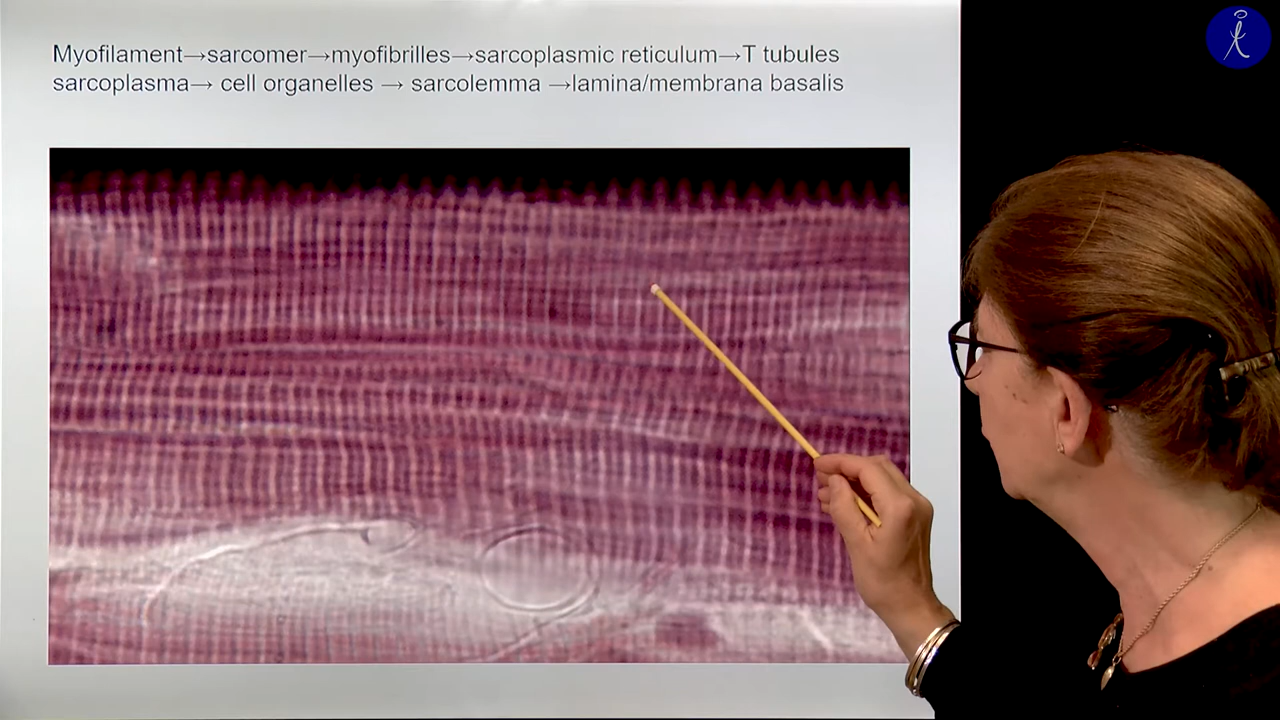 Myofilament→sarcomer→myofibrilles→sarcoplasmic reticulum→T tubules
sarcoplasma→ cell organelles → sarcolemma →lamina/membrana basalis